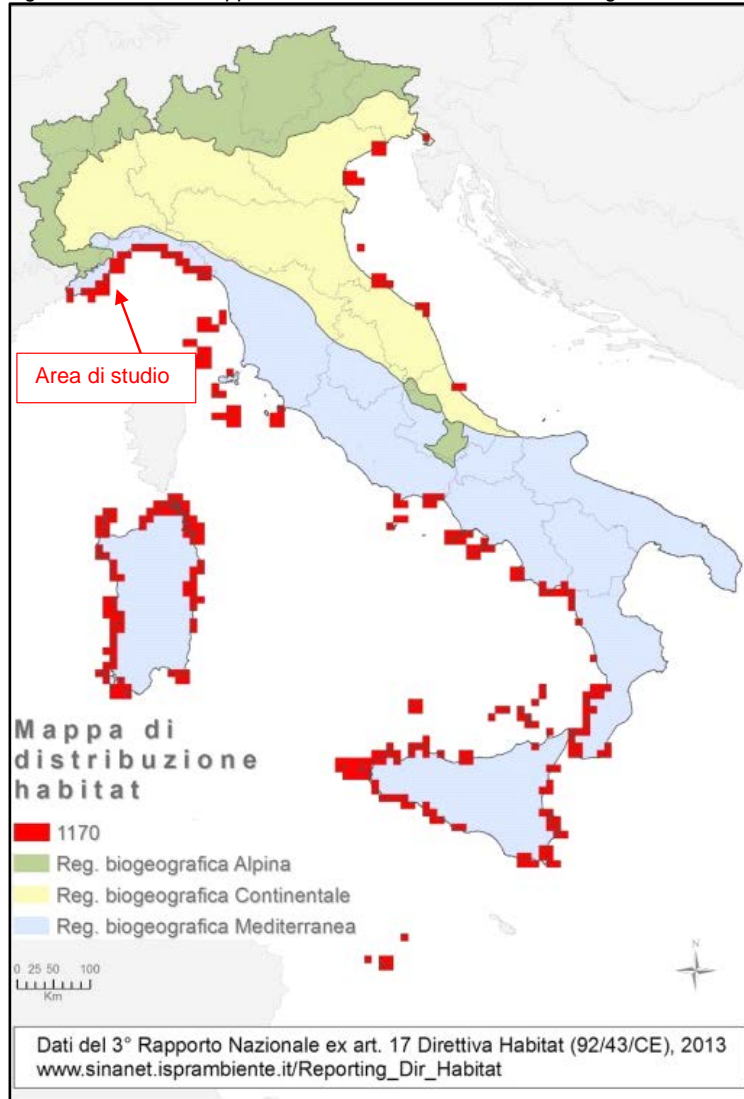 Area di studio
Mappa di
distribuzione
habitat
1170
Reg. biogeografica Alpina
Reg. biogeografica Continentale
Reg. biogeografica Mediterranea
0 25 50 100
Km
N
Dati del 3° Rapporto Nazionale ex art. 17 Direttiva Habitat (92/43/CE), 2013
www.sinanet.isprambiente.it/Reporting_Dir_Habitat